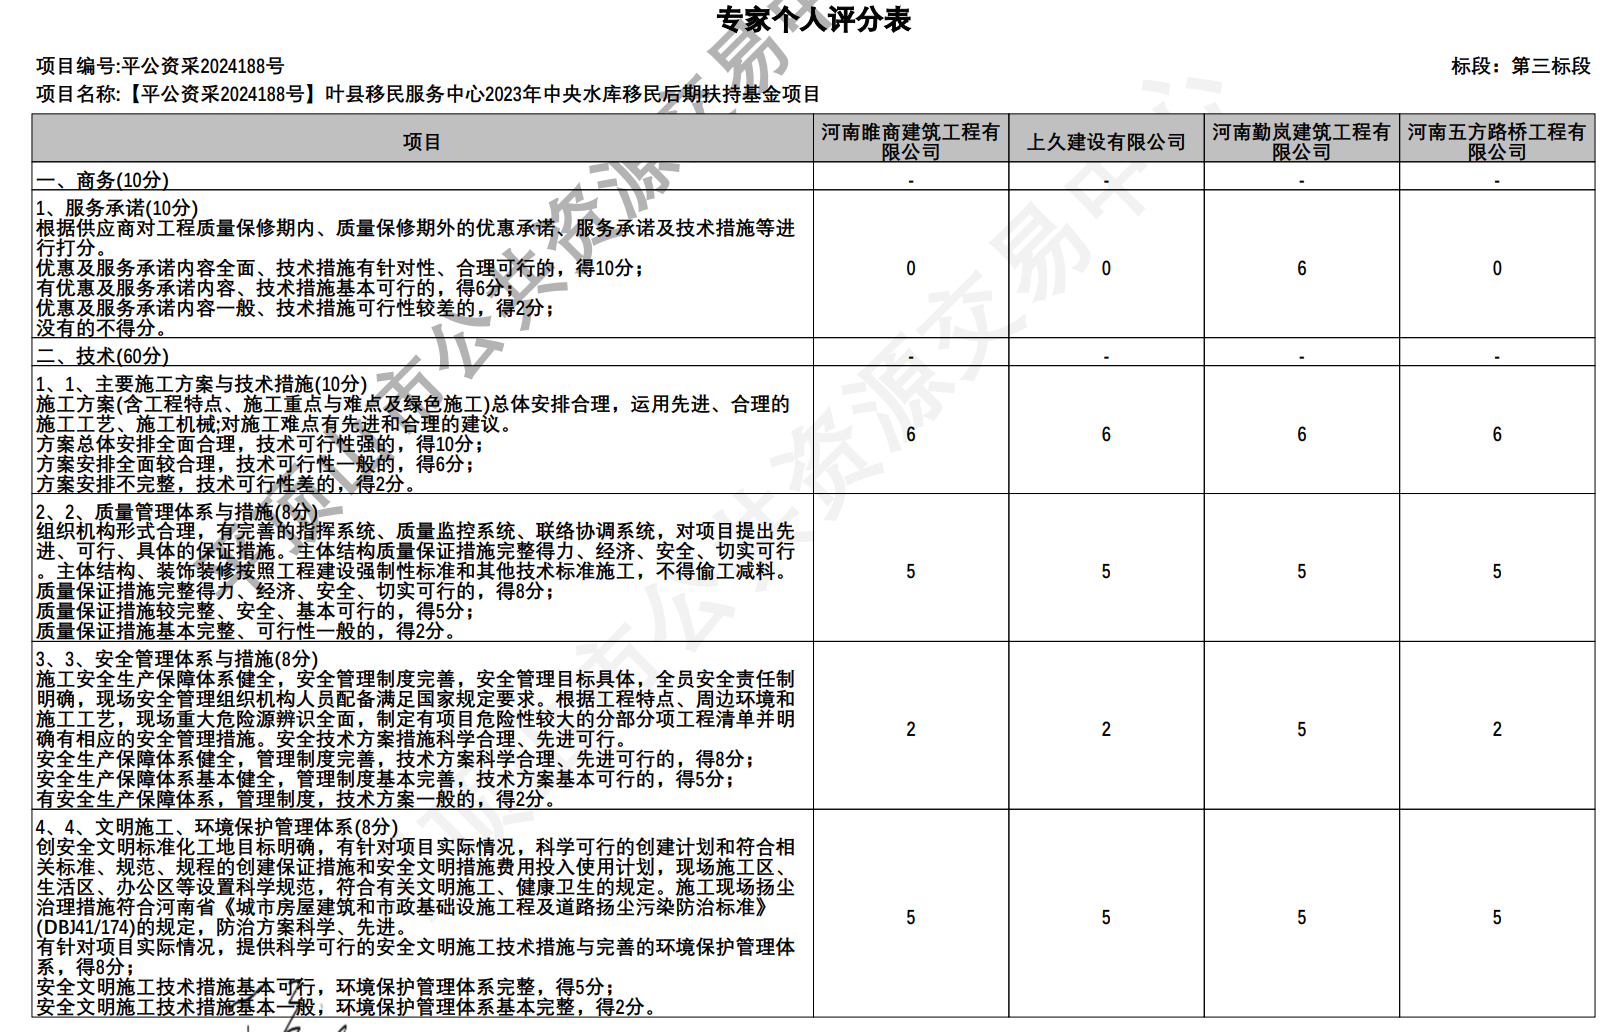 专家个人评分表
项目编号:平公资采2024188号
标段：第三标段
项目名称:【平公资采2024188号】叶县移民服务中心2023年中央水库移民后期扶持基金项目
项目
河南睢商建筑工程有
限公司
上久建设有限公司
河南勤岚建筑工程有
限公司
河南五方路桥工程有
限公司
一、商务(10分)
- - - -
1、服务承诺(10分)
根据供应商对工程质量保修期内、质量保修期外的优惠承诺、服务承诺及技术措施等进
行打分。
优惠及服务承诺内容全面、技术措施有针对性、合理可行的，得10分；
有优惠及服务承诺内容、技术措施基本可行的，得6分；
优惠及服务承诺内容一般、技术措施可行性较差的，得2分；
没有的不得分。
0 0 6 0
二、技术(60分)
- - - -
1、1、主要施工方案与技术措施(10分)
施工方案(含工程特点、施工重点与难点及绿色施工)总体安排合理，运用先进、合理的
施工工艺、施工机械;对施工难点有先进和合理的建议。
方案总体安排全面合理，技术可行性强的，得10分；
方案安排全面较合理，技术可行性一般的，得6分；
方案安排不完整，技术可行性差的，得2分。
6 6 6 6
2、2、质量管理体系与措施(8分)
组织机构形式合理，有完善的指挥系统、质量监控系统、联络协调系统，对项目提出先
进、可行、具体的保证措施。主体结构质量保证措施完整得力、经济、安全、切实可行
。主体结构、装饰装修按照工程建设强制性标准和其他技术标准施工，不得偷工减料。
质量保证措施完整得力、经济、安全、切实可行的，得8分；
质量保证措施较完整、安全、基本可行的，得5分；
质量保证措施基本完整、可行性一般的，得2分。
5 5 5 5
3、3、安全管理体系与措施(8分)
施工安全生产保障体系健全，安全管理制度完善，安全管理目标具体，全员安全责任制
明确，现场安全管理组织机构人员配备满足国家规定要求。根据工程特点、周边环境和
施工工艺，现场重大危险源辨识全面，制定有项目危险性较大的分部分项工程清单并明
确有相应的安全管理措施。安全技术方案措施科学合理、先进可行。
安全生产保障体系健全，管理制度完善，技术方案科学合理、先进可行的，得8分；
安全生产保障体系基本健全，管理制度基本完善，技术方案基本可行的，得5分；
有安全生产保障体系，管理制度，技术方案一般的，得2分。
2 2 5 2
4、4、文明施工、环境保护管理体系(8分)
创安全文明标准化工地目标明确，有针对项目实际情况，科学可行的创建计划和符合相
关标准、规范、规程的创建保证措施和安全文明措施费用投入使用计划，现场施工区、
生活区、办公区等设置科学规范，符合有关文明施工、健康卫生的规定。施工现场扬尘
治理措施符合河南省《城市房屋建筑和市政基础设施工程及道路扬尘污染防治标准》
(DBJ41/174)的规定，防治方案科学、先进。
有针对项目实际情况，提供科学可行的安全文明施工技术措施与完善的环境保护管理体
系，得8分；
安全文明施工技术措施基本可行，环境保护管理体系完整，得5分；
安全文明施工技术措施基本一般，环境保护管理体系基本完整，得2分。
5 5 5 5
平顶山市公共资源交易中
顶山市公共资源交易中心